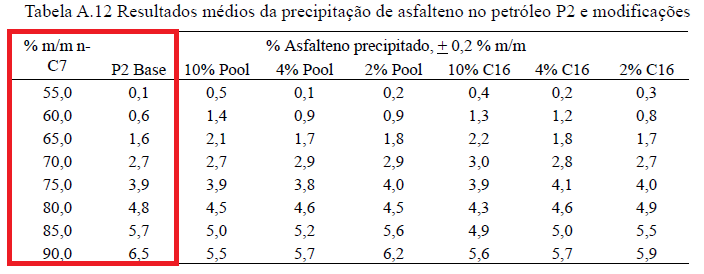 Tabela A.12 Resultados médios da precipitação de asfalteno no petróleo P2 e modificações
% m/m n-C7 % Asfalteno precipitado, + 0,2 % m/m
P2 Base 10% Pool 4% Pool 2% Pool 10% C16 4% C16 2% C16
55,0 0,1 0,5 0,1 0,2 0,4 0,2 0,3
60,0 0,6 1,4 0,9 0,9 1,3 1,2 0,8
65,0 1,6 2,1 1,7 1,8 2,2 1,8 1,7
70,0 2,7 2,7 2,9 2,9 3,0 2,8 2,7
75,0 3,9 3,9 3,8 4,0 3,9 4,1 4,0
80,0 4,8 4,5 4,6 4,5 4,3 4,6 4,9
85,0 5,7 5,0 5,2 5,6 4,9 5,0 5,5
90,0 6,5 5,5 5,7 6,2 5,6 5,7 5,9